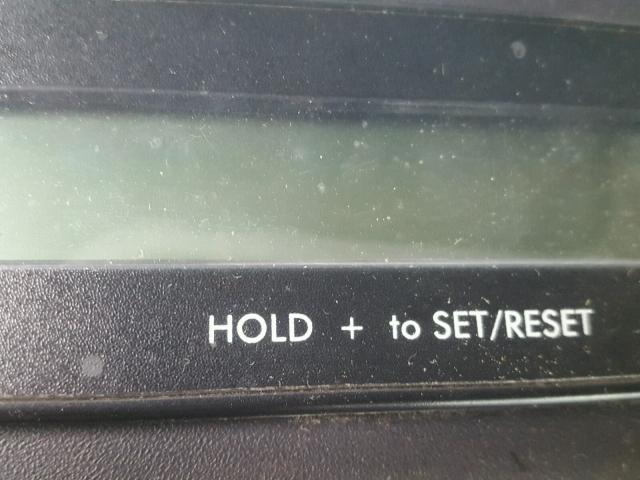 HOLD + to SET/RESET